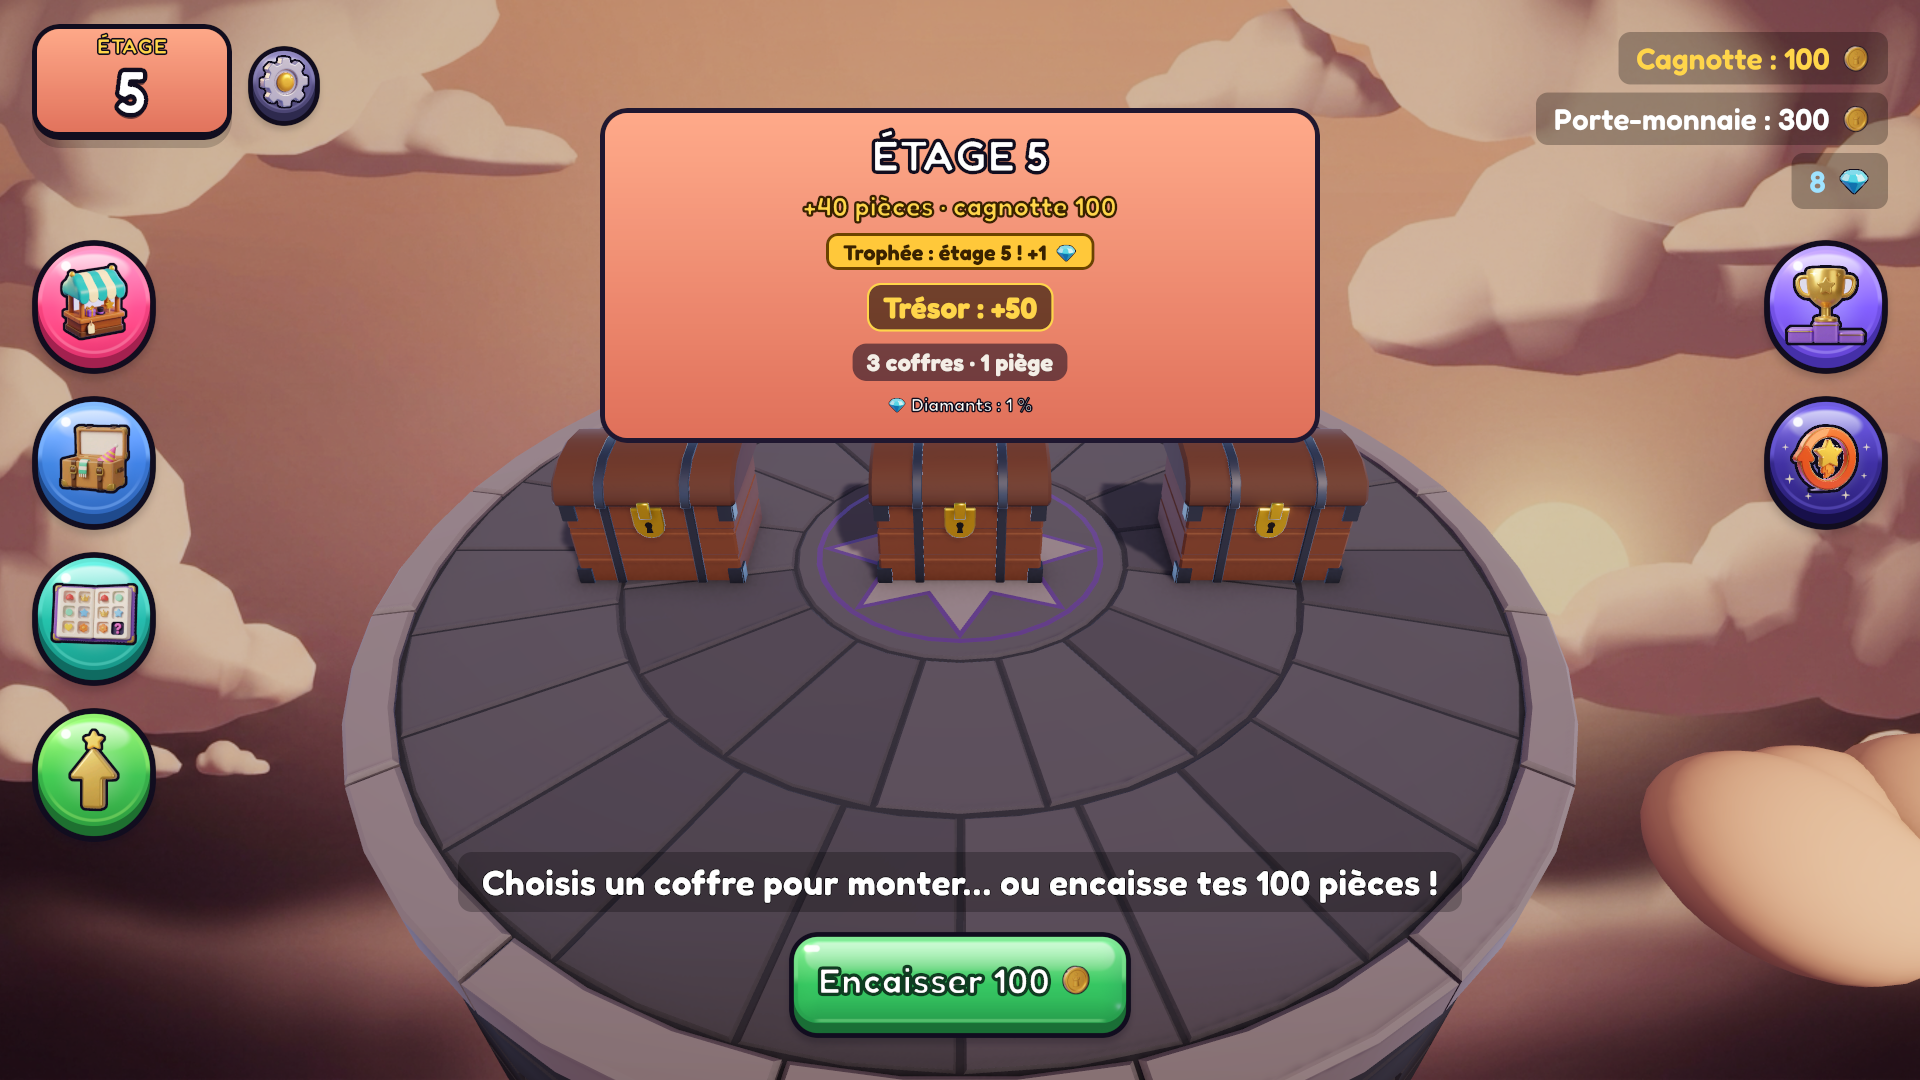 ÉTAGE
5
Cagnotte : 100
Porte-monnaie : 300
8
ÉTAGE 5
+40 pièces · cagnotte 100
Trophée : étage 5 ! +1
Trésor : +50
3 coffres · 1 piège
Diamants : 1 %
?
Choisis un coffre pour monter... ou encaisse tes 100 pièces !
Encaisser 100